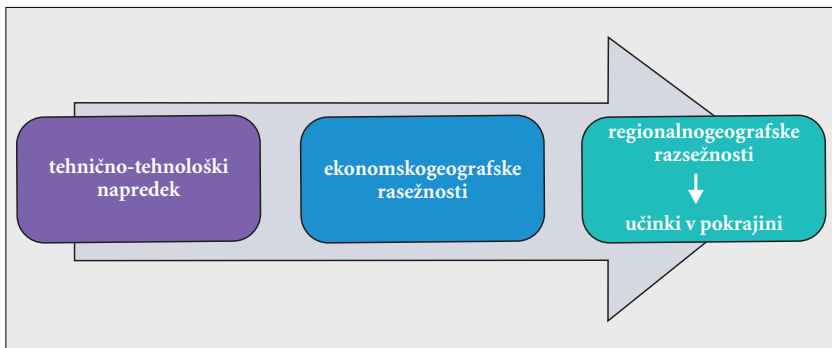 tehnično-tehnološki
napredek
ekonomskogeografske
rasežnosti
regionalnogeografske
razsežnosti
učinki v pokrajini